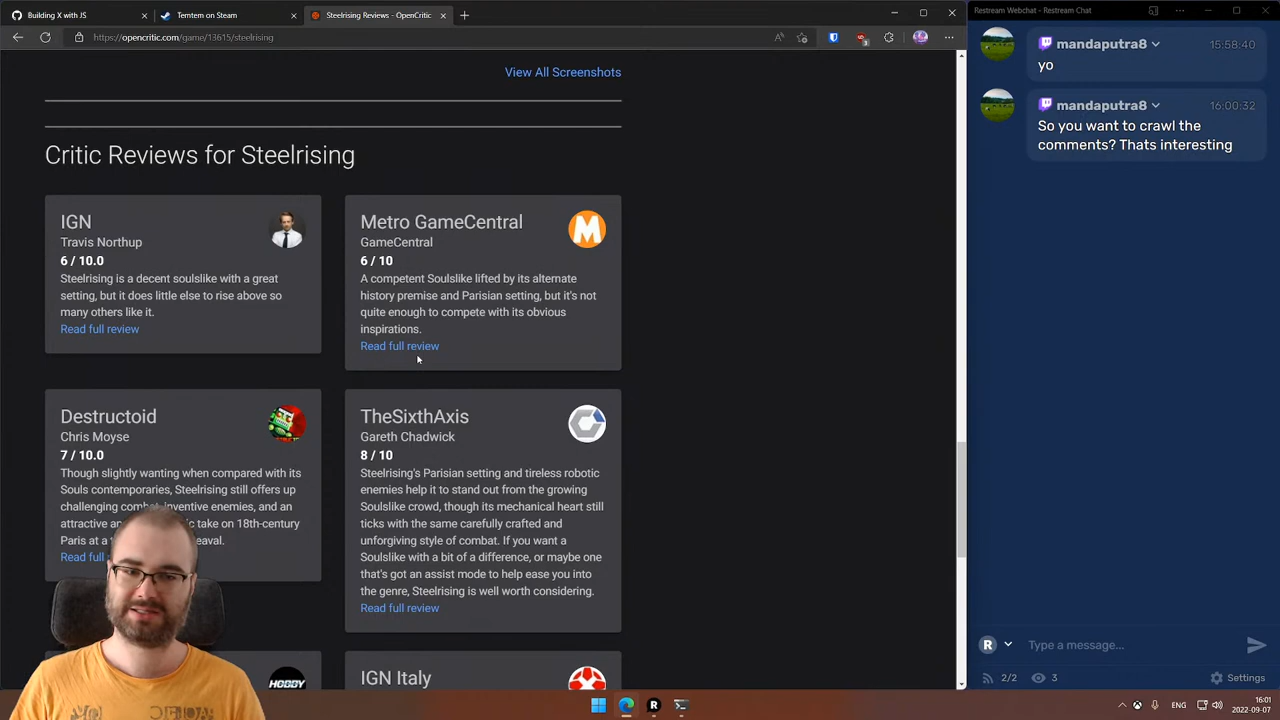 Building X with JS
Temtem on Steam
Steelrising Reviews - OpenCritic
Restream Webchat - Restream Chat
https://opencritic.com/game/13615/steelrising
View All Screenshots
Critic Reviews for Steelrising
IGN
Travis Northup
6 / 10.0
Steelrising is a decent soulslike with a great
setting, but it does little else to rise above so
many others like it.
Read full review
Metro GameCentral
GameCentral
6 / 10
A competent Soulslike lifted by its alternate
history premise and Parisian setting, but it's not
quite enough to compete with its obvious
inspirations.
Read full review
M
Destructoid
Chris Moyse
7 / 10.0
Though slightly wanting when compared with its
Souls contemporaries, Steelrising still offers up
challenging combat, inventive enemies, and an
attractive an take on 18th-century
Paris at a
Read full
TheSixthAxis
Gareth Chadwick
8 / 10
Steelrising's Parisian setting and tireless robotic
enemies help it to stand out from the growing
Soulslike crowd, though its mechanical heart still
ticks with the same carefully crafted and
unforgiving style of combat. If you want a
Soulslike with a bit of a difference, or maybe one
that's got an assist mode to help ease you into
the genre, Steelrising is well worth considering.
Read full review
HOBBY
IGN Italy
mandaputra8
15:58:40
yo
mandaputra8
16:00:32
So you want to crawl the
comments? Thats interesting
R
Type a message...
2/2
3
Settings
ENG
16:01
2022-09-07